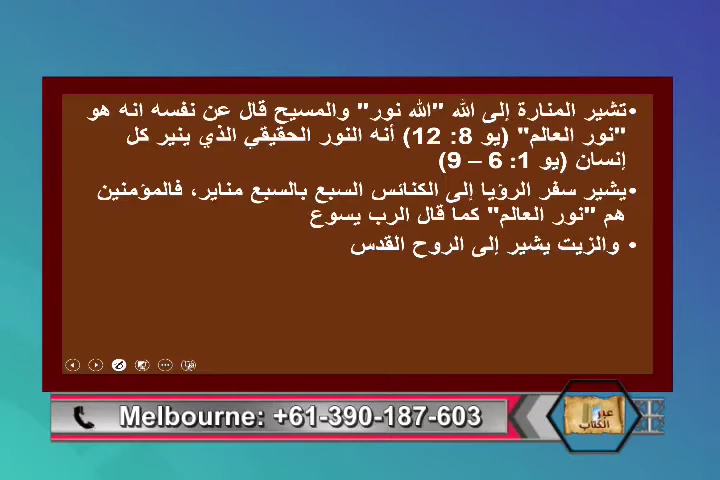 •تشير المنارة إلى الله "الله نور" والمسيح قال عن نفسه انه هو
"نور العالم" (يو 8: 12) أنه النور الحقيقي الذي ينير كل
إنسان (يو 1: 6 – 9)
•يشير سفر الرؤيا إلى الكنائس السبع بالسبع مناير، فالمؤمنين
هم "نور العالم" كما قال الرب يسوع
• والزيت يشير إلى الروح القدس
Melbourne: +61-390-187-603
عبر
الكتاب